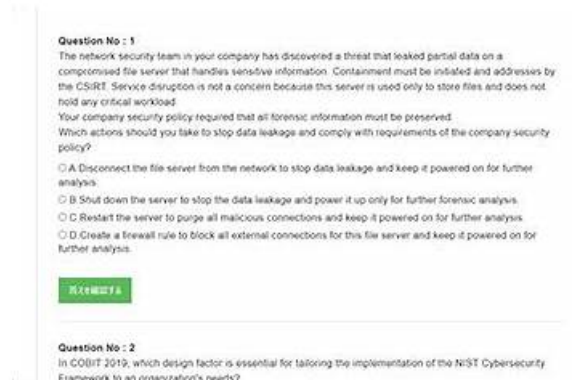 Question No : 1
The network security team in your company has discovered a threat that leaked partial data on a
compromised file server that handles sensitive information. Containment must be initiated and addresses by
the CSIRT. Service disruption is not a concern because this server is used only to store files and does not
hold any critical workload
Your company security policy required that all forensic information must be preserved.
Which actions should you take to stop data leakage and comply with requirements of the company security
policy?
A.Disconnect the file server from the network to stop data leakage and keep it powered on for further
analysis.
B.Shut down the server to stop the data leakage and power it up only for further forensic analysis.
C.Restart the server to purge all malicious connections and keep it powered on for further analysis.
D.Create a firewall rule to block all external connections for this file server and keep it powered on for
further analysis.
答えを確認する
Question No : 2
In COBIT 2019, which design factor is essential for tailoring the implementation of the NIST Cybersecurity
Framework to an organization's needs?